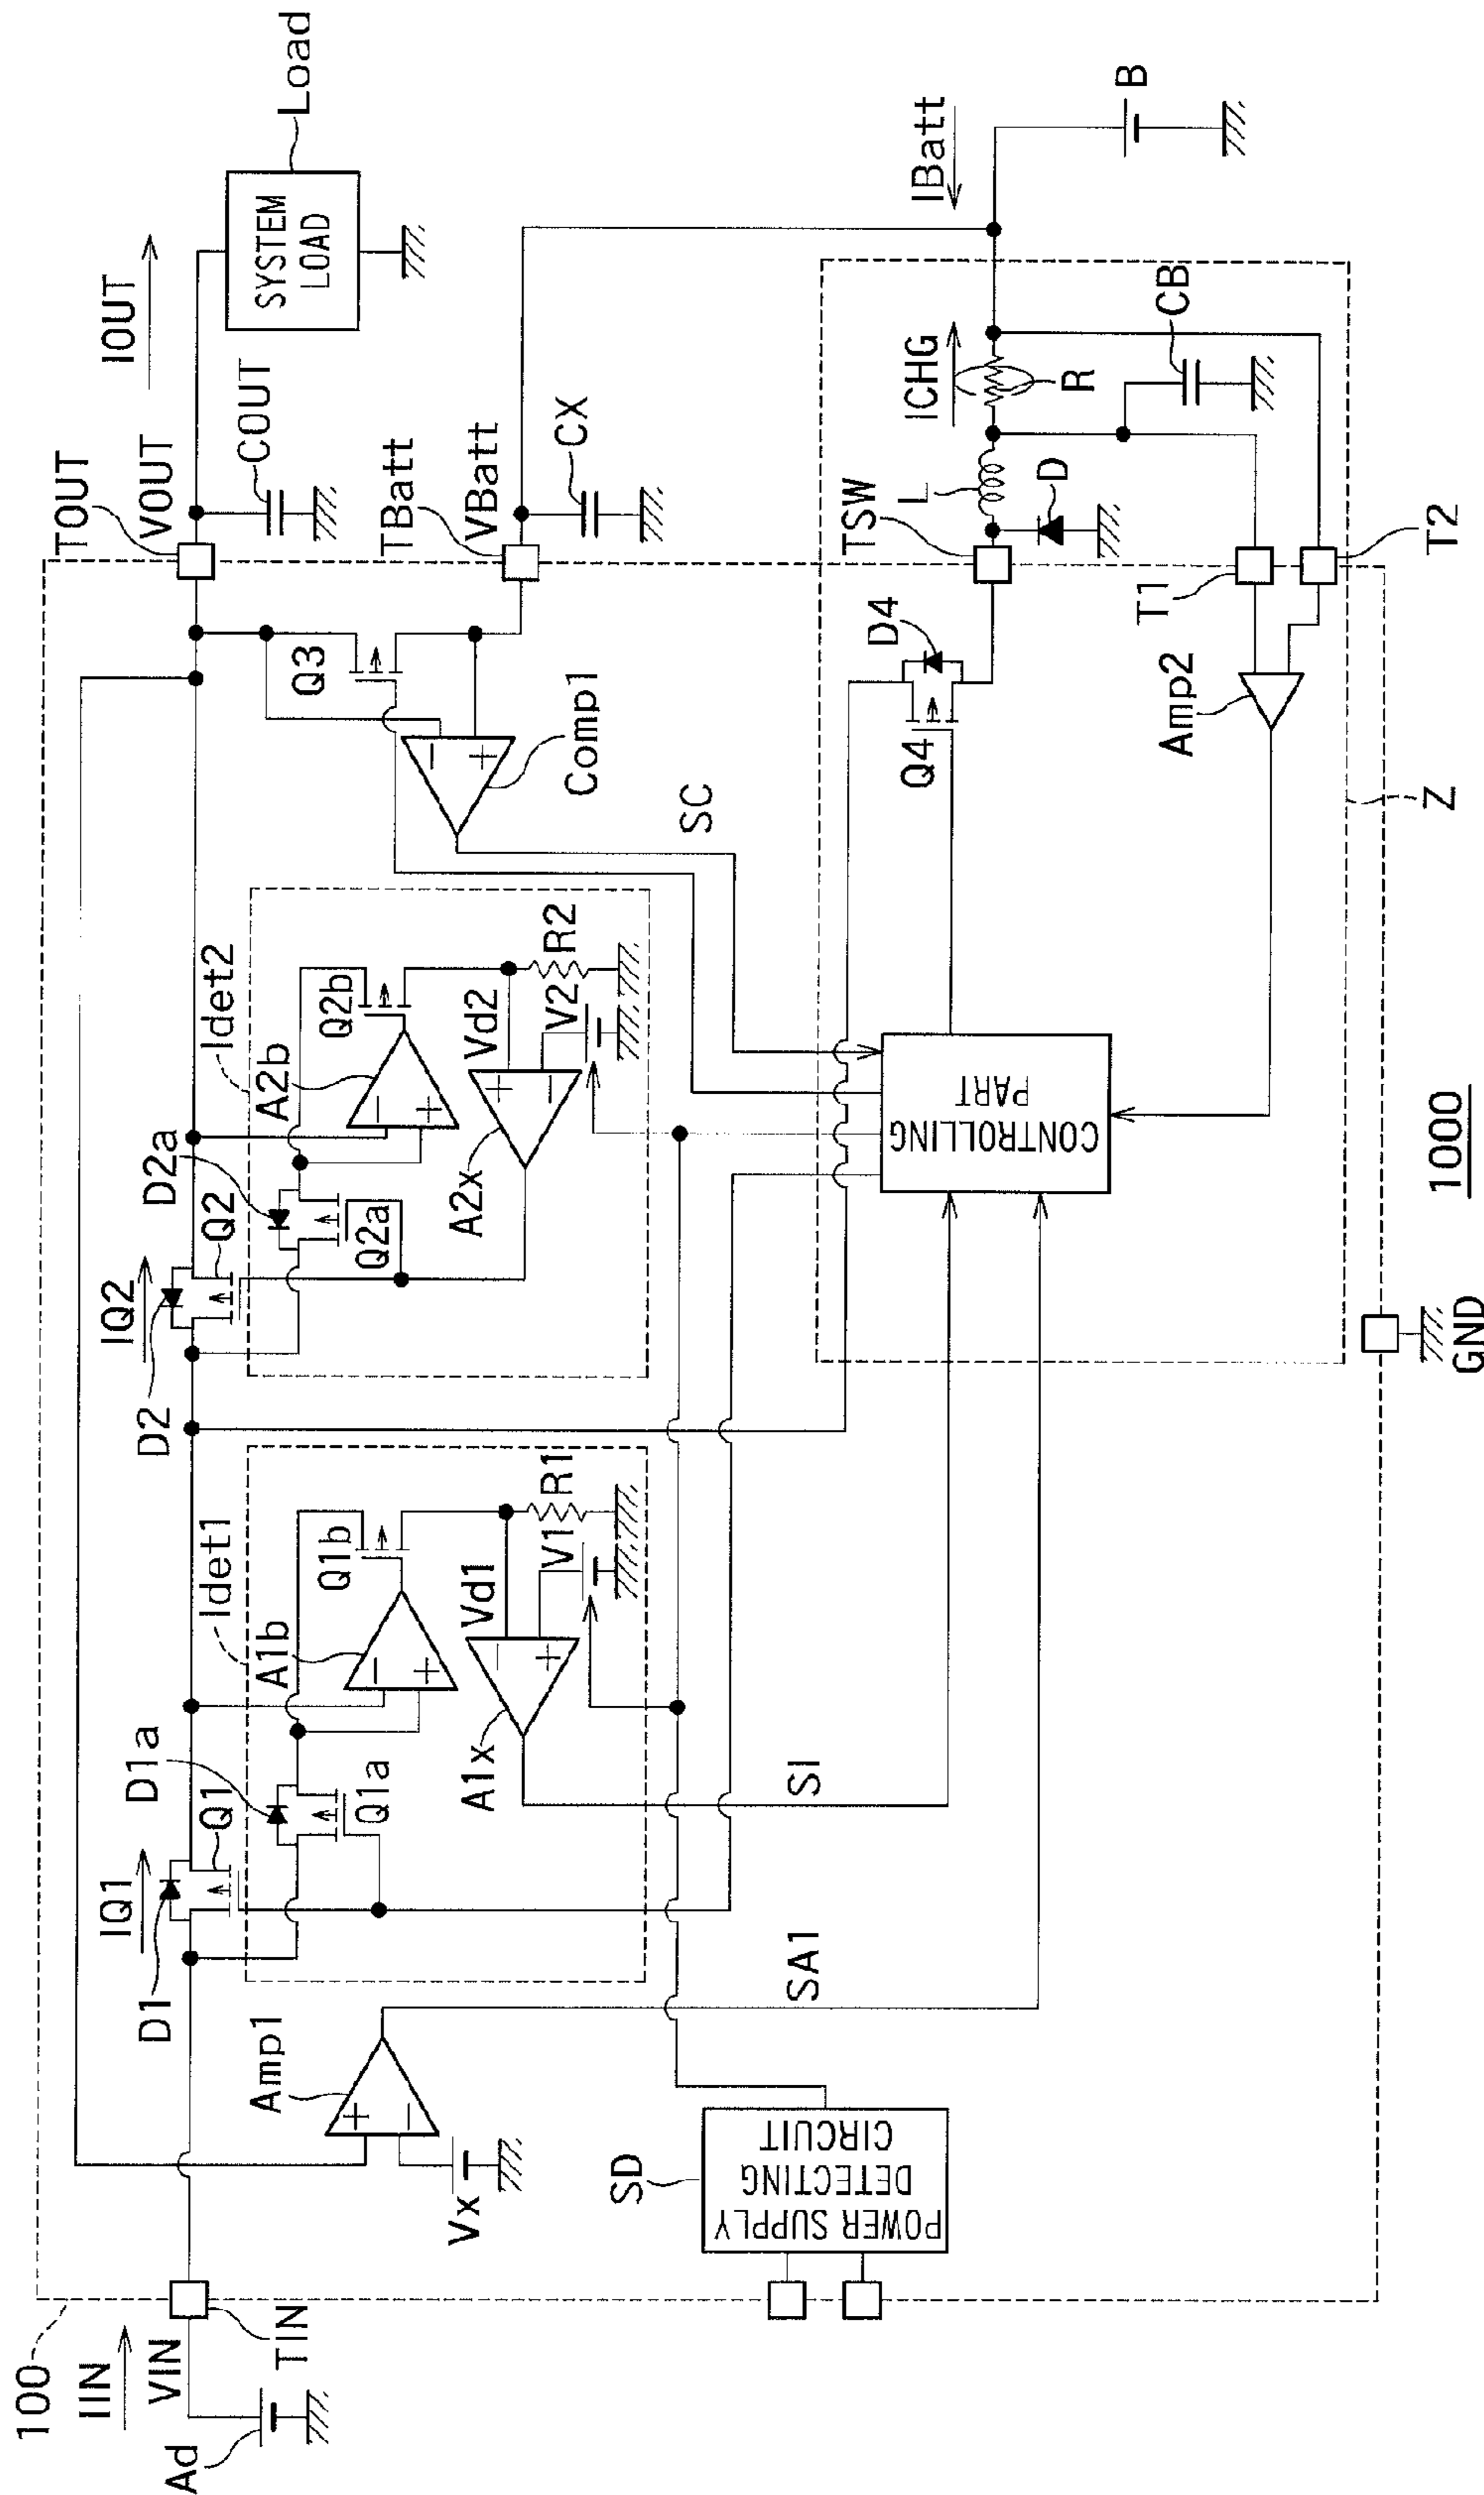 100
IIN
VIN
TIN
Ad
Amp1
+
−
Vx
SD
POWER SUPPLY
DETECTING
CIRCUIT
IQ1
D1
Q1
D1a
Q1a
Idet1
A1b
−
+
Q1b
Vd1
A1x
−
+
V1
R1
SI
SA1
IQ2
D2
Q2
D2a
Q2a
Idet2
A2b
−
+
Q2b
Vd2
A2x
+
−
V2
R2
SC
Q3
Comp1
−
+
TOUT
VOUT
COUT
IOUT
SYSTEM
LOAD
Load
TBatt
VBatt
CX
CONTROLLING
PART
Q4
D4
TSW
L
D
ICHG
R
CB
IBatt
B
T1
T2
Amp2
Z
GND
1000